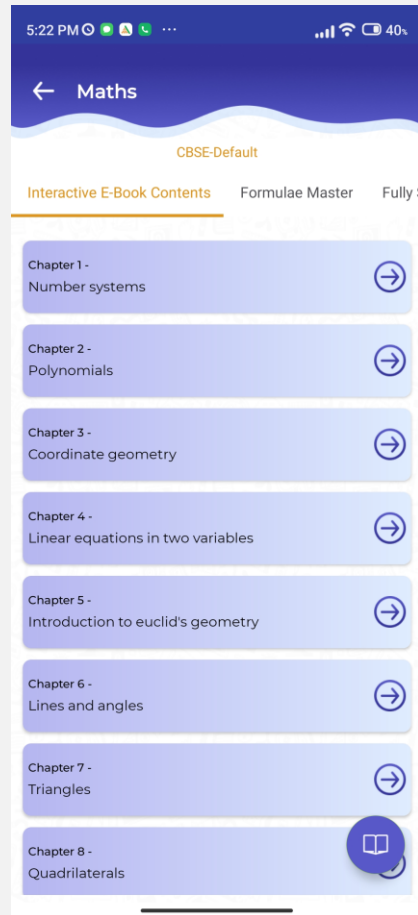 5:22 PM ... 40%
Maths
CBSE-Default
Interactive E-Book Contents Formulae Master Fully
Chapter 1 -
Number systems
Chapter 2 -
Polynomials
Chapter 3 -
Coordinate geometry
Chapter 4 -
Linear equations in two variables
Chapter 5 -
Introduction to euclid's geometry
Chapter 6 -
Lines and angles
Chapter 7 -
Triangles
Chapter 8 -
Quadrilaterals